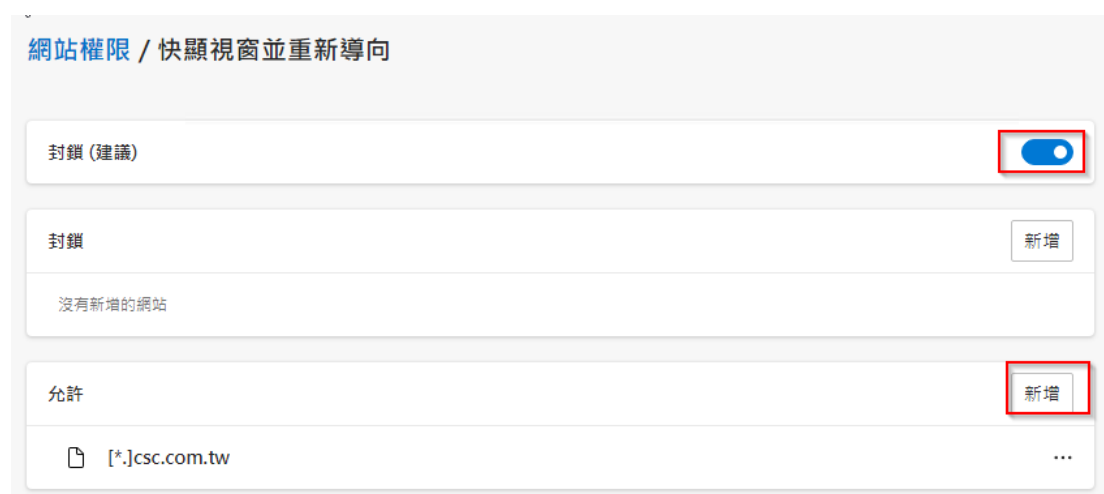 網站權限 / 快顯視窗並重新導向
封鎖 (建議)
封鎖
新增
沒有新增的網站
允許
新增
[*.]csc.com.tw